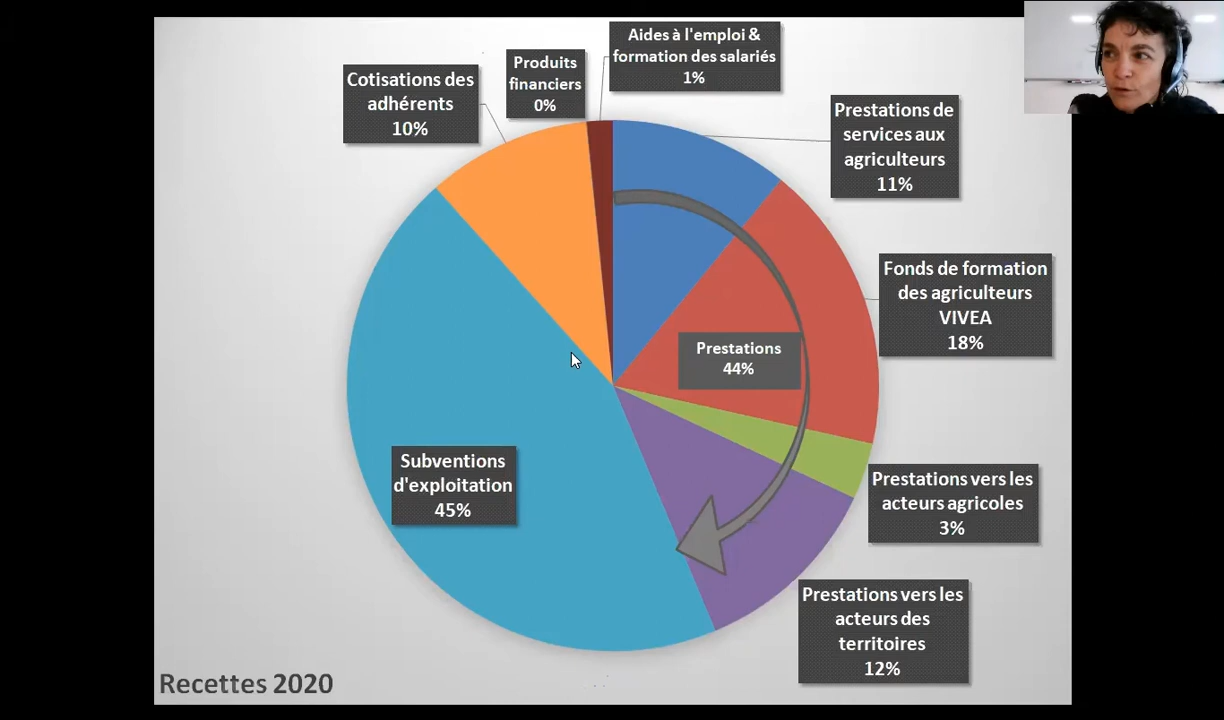 Aides à l'emploi &
formation des salariés
1%
Produits
financiers
0%
Cotisations des
adhérents
10%
Prestations de
services aux
agriculteurs
11%
Fonds de formation
des agriculteurs
VIVEA
18%
Prestations
44%
Subventions
d'exploitation
45%
Prestations vers les
acteurs agricoles
3%
Prestations vers les
acteurs des
territoires
12%
Recettes 2020